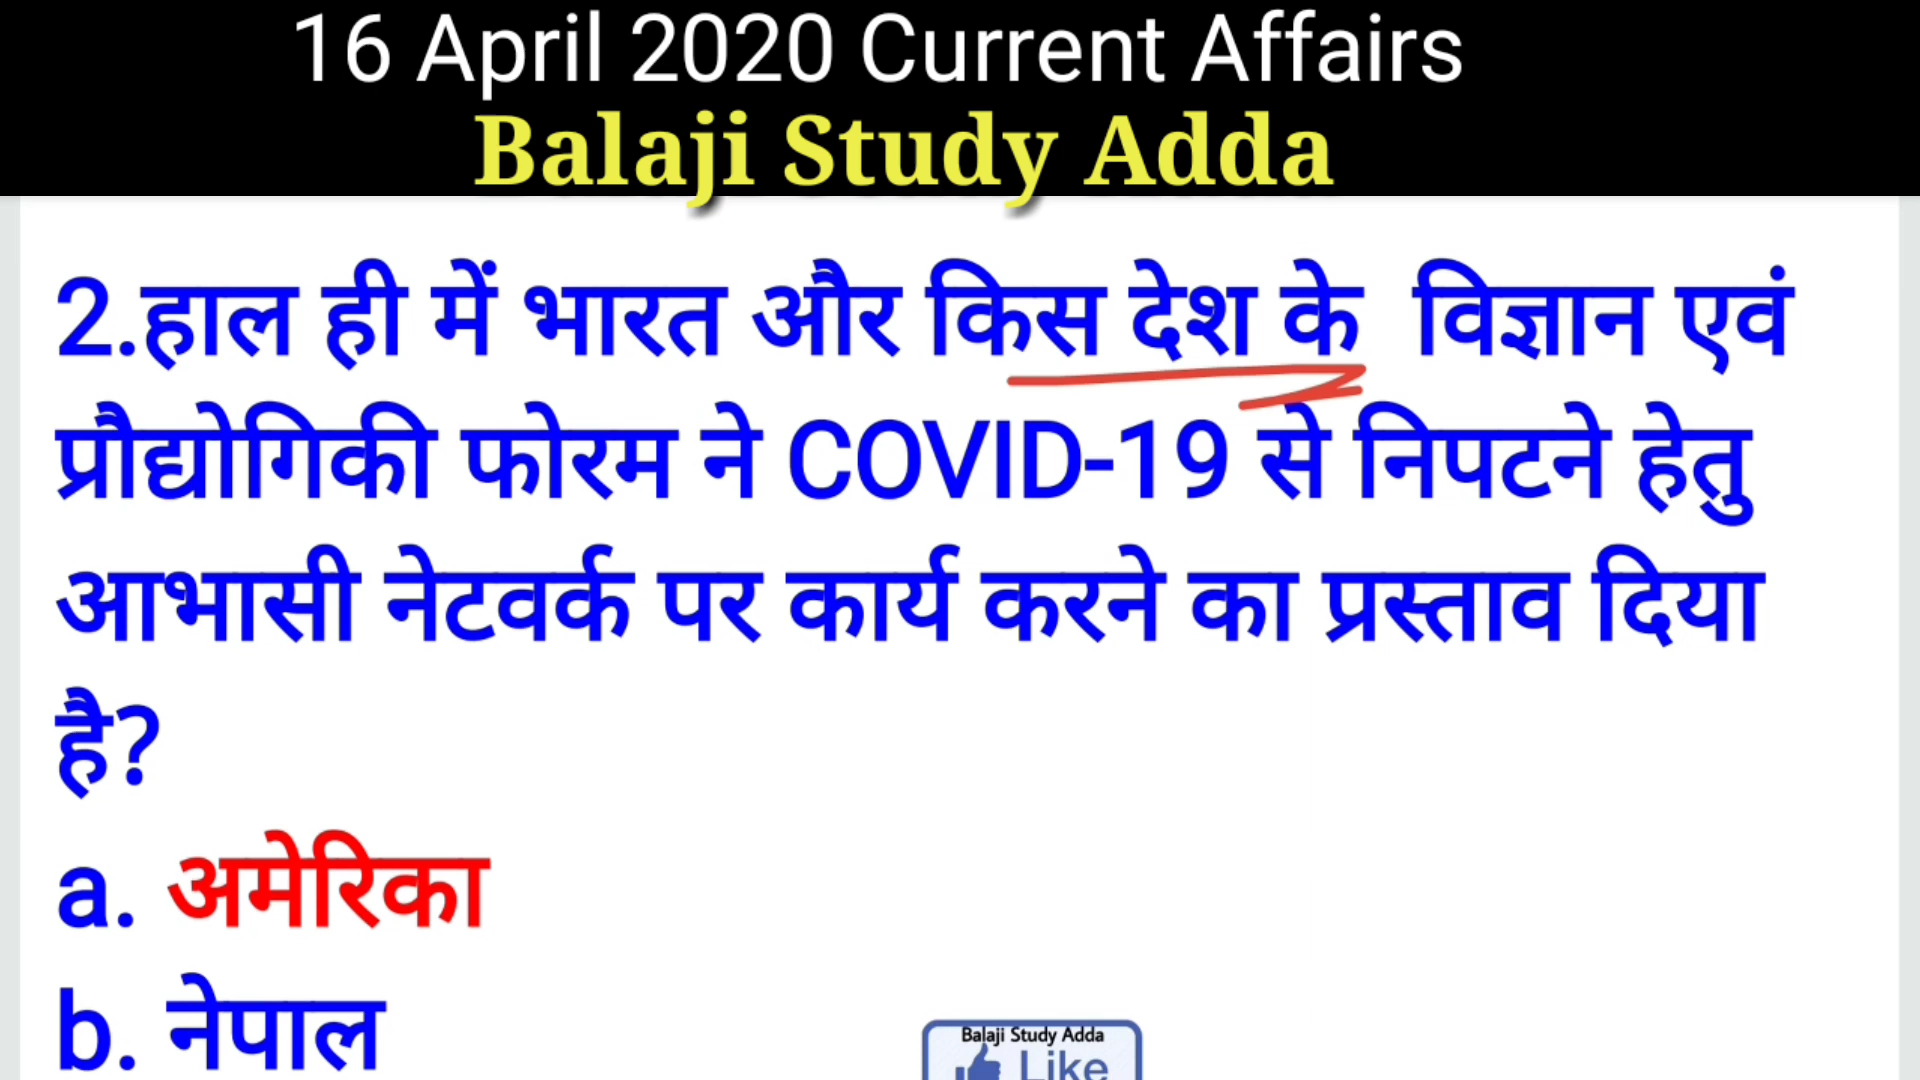 16 April 2020 Current Affairs
Balaji Study Adda
2.हाल ही में भारत और किस देश के विज्ञान एवं
प्रौद्योगिकी फोरम ने COVID-19 से निपटने हेतु
आभासी नेटवर्क पर कार्य करने का प्रस्ताव दिया
है?
a. अमेरिका
b. नेपाल
Balaji Study Adda
Like